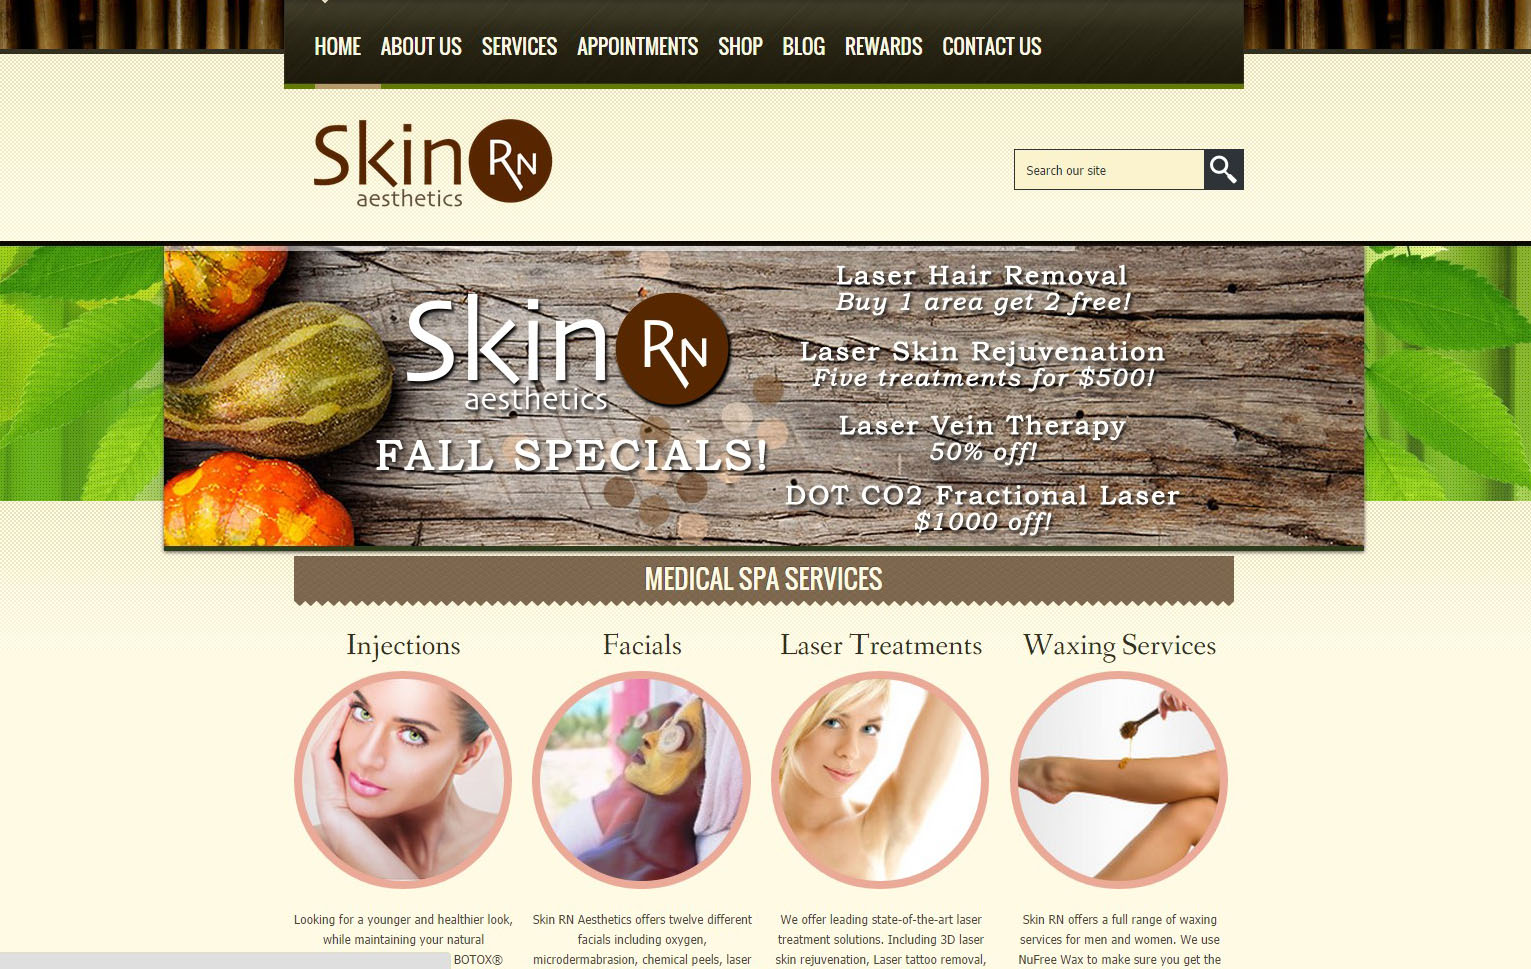 HOME ABOUT US SERVICES APPOINTMENTS SHOP BLOG REWARDS CONTACT US
Skin RN
aesthetics
Search our site
Skin RN
aesthetics
FALL SPECIALS!
Laser Hair Removal
Buy 1 area get 2 free!
Laser Skin Rejuvenation
Five treatments for $500!
Laser Vein Therapy
50% off!
DOT CO2 Fractional Laser
$1000 off!
MEDICAL SPA SERVICES
Injections
Looking for a younger and healthier look,
while maintaining your natural
BOTOX®
Facials
Skin RN Aesthetics offers twelve different
facials including oxygen,
microdermabrasion, chemical peels, laser
Laser Treatments
We offer leading state-of-the-art laser
treatment solutions. Including 3D laser
skin rejuvenation, Laser tattoo removal,
Waxing Services
Skin RN offers a full range of waxing
services for men and women. We use
NuFree Wax to make sure you get the